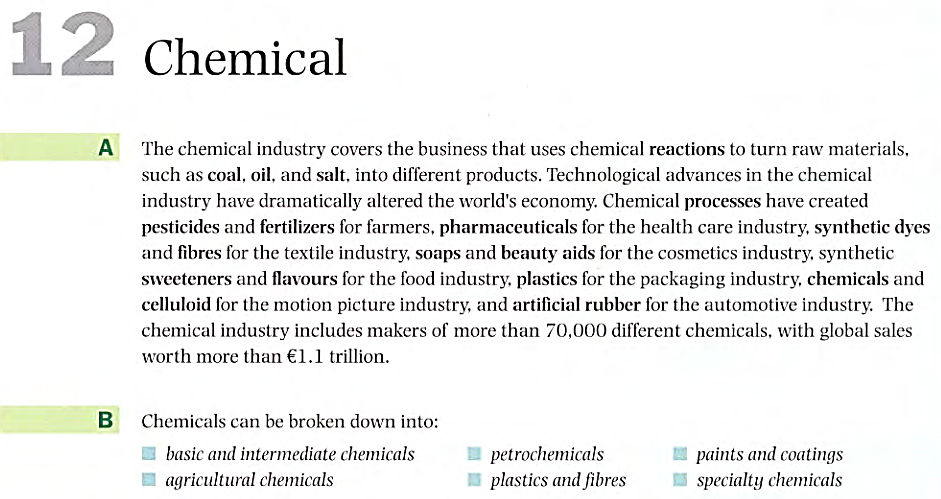 12 Chemical
A The chemical industry covers the business that uses chemical reactions to turn raw materials,
such as coal, oil, and salt, into different products. Technological advances in the chemical
industry have dramatically altered the world's economy. Chemical processes have created
pesticides and fertilizers for farmers, pharmaceuticals for the health care industry, synthetic dyes
and fibres for the textile industry, soaps and beauty aids for the cosmetics industry, synthetic
sweeteners and flavours for the food industry, plastics for the packaging industry, chemicals and
celluloid for the motion picture industry, and artificial rubber for the automotive industry. The
chemical industry includes makers of more than 70,000 different chemicals, with global sales
worth more than €1.1 trillion.
B Chemicals can be broken down into:
basic and intermediate chemicals petrochemicals paints and coatings
agricultural chemicals plastics and fibres specialty chemicals